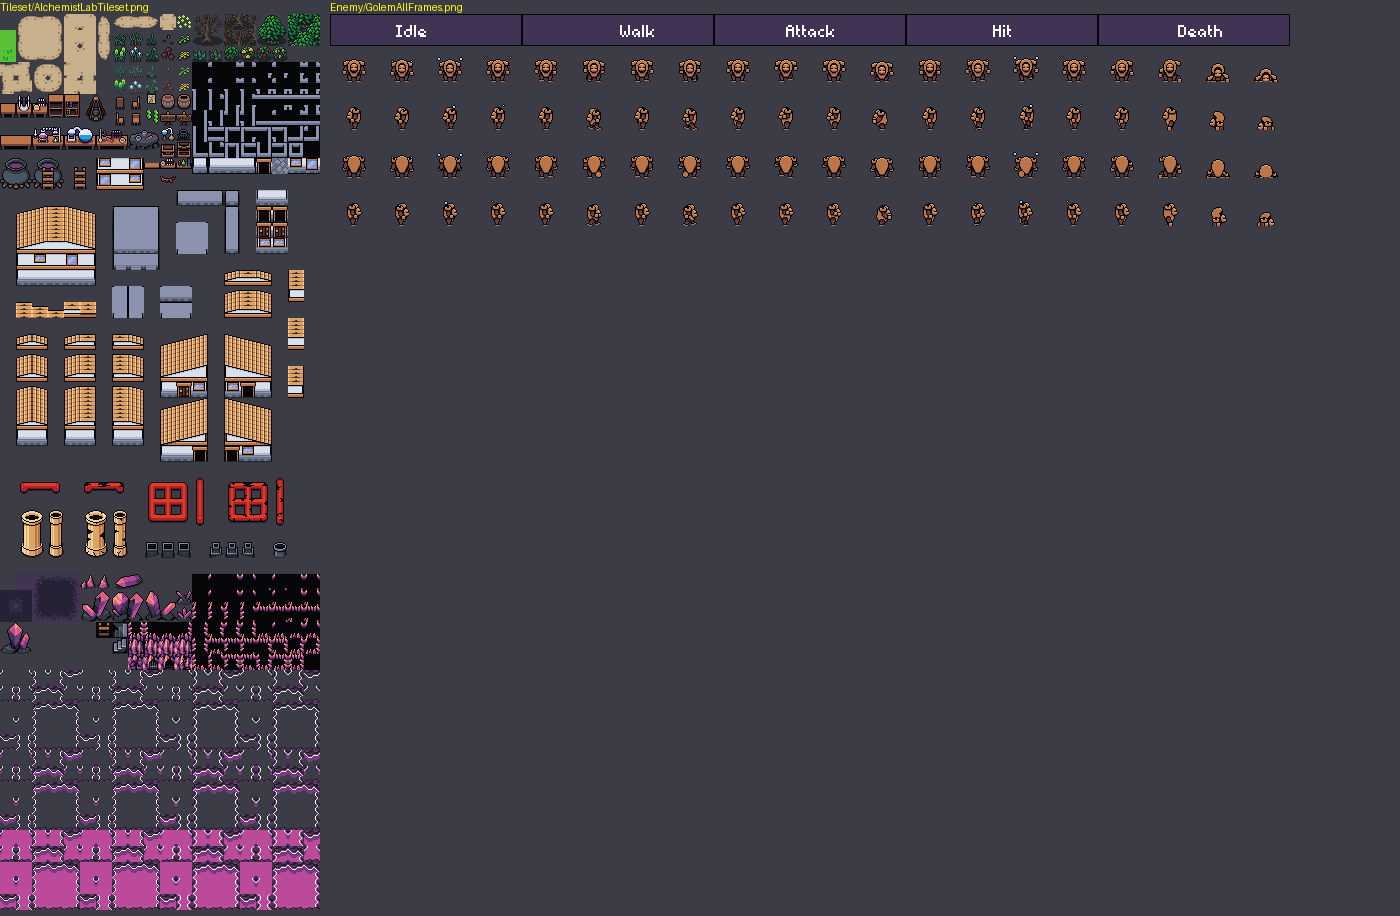 Tileset/AlchemistLabTileset.png
Enemy/GolemAllFrames.png
Idle
Walk
Attack
Hit
Death